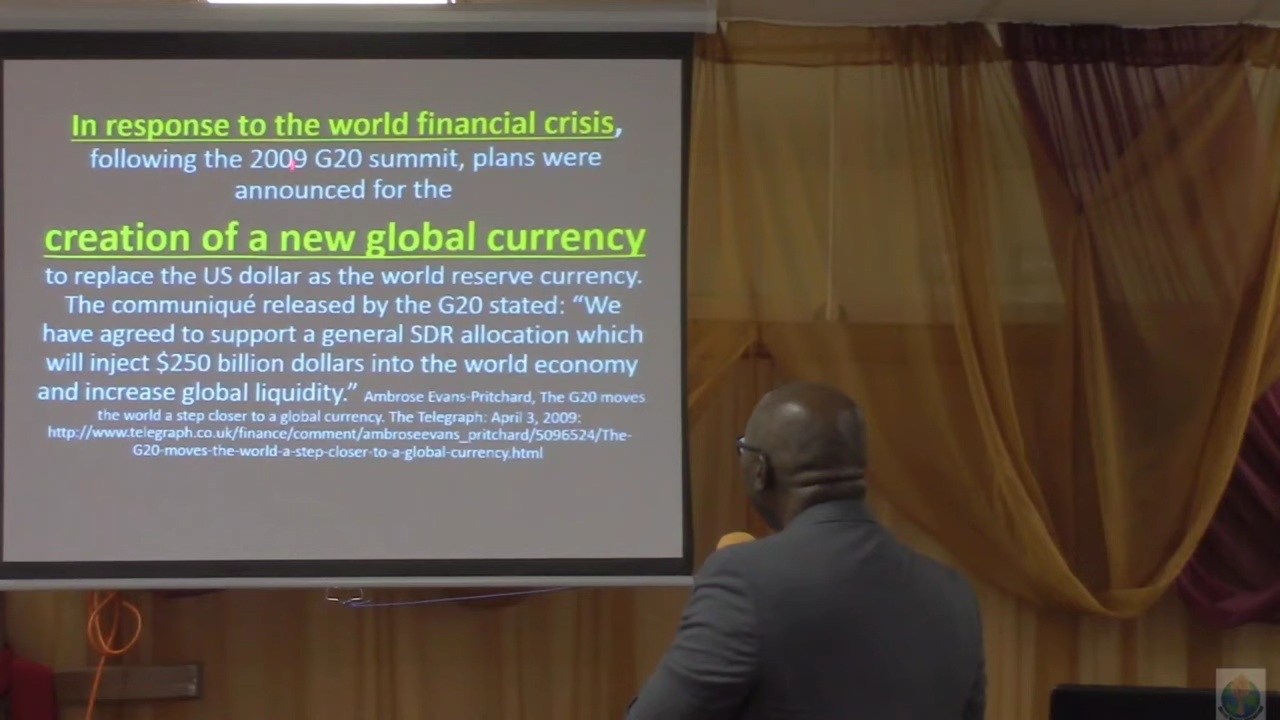 In response to the world financial crisis,
following the 2009 G20 summit, plans were
announced for the
creation of a new global currency
to replace the US dollar as the world reserve currency.
The communiqué released by the G20 stated: “We
have agreed to support a general SDR allocation which
will inject $250 billion dollars into the world economy
and increase global liquidity.” Ambrose Evans-Pritchard, The G20 moves
the world a step closer to a global currency. The Telegraph: April 3, 2009:
http://www.telegraph.co.uk/finance/comment/ambroseevans_pritchard/5096524/The-
G20-moves-the-world-a-step-closer-to-a-global-currency.html